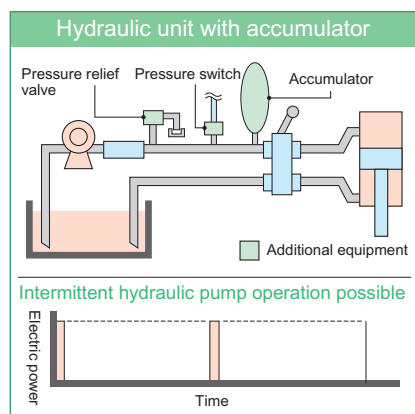 Hydraulic unit with accumulator
Pressure relief
valve
Pressure switch
Accumulator
Additional equipment
Intermittent hydraulic pump operation possible
Electric
power
Time